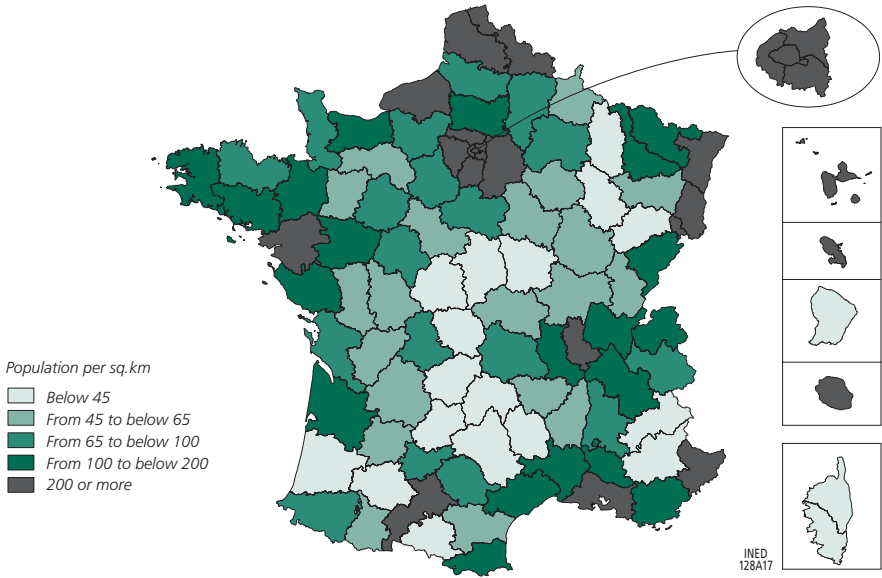 Population per sq.km
Below 45
From 45 to below 65
From 65 to below 100
From 100 to below 200
200 or more
INED
128A17